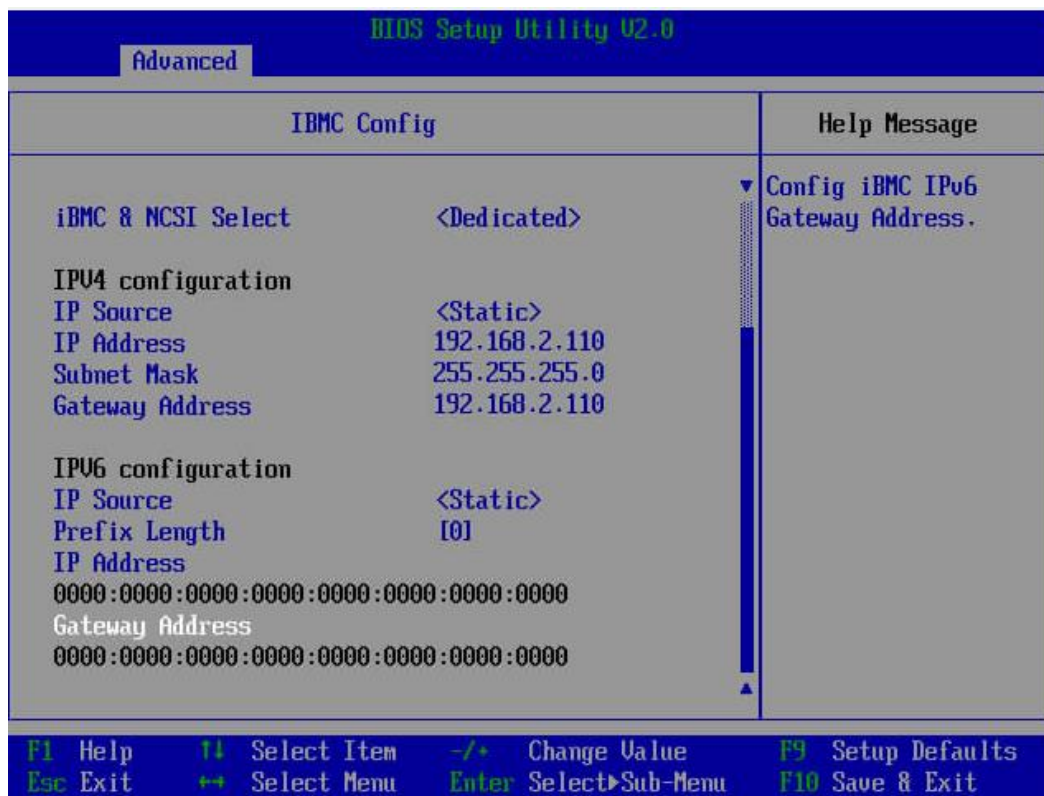 BIOS Setup Utility V2.0
Advanced
IBMC Config
Help Message
iBMC & NCSI Select <Dedicated>
Config iBMC IPv6
Gateway Address.
IPV4 configuration
IP Source <Static>
IP Address 192.168.2.110
Subnet Mask 255.255.255.0
Gateway Address 192.168.2.110
IPV6 configuration
IP Source <Static>
Prefix Length [0]
IP Address
0000:0000:0000:0000:0000:0000:0000:0000
Gateway Address
0000:0000:0000:0000:0000:0000:0000:0000
F1 Help ↑↓ Select Item -/+ Change Value F9 Setup Defaults
Esc Exit ↔ Select Menu Enter Select▶Sub-Menu F10 Save & Exit